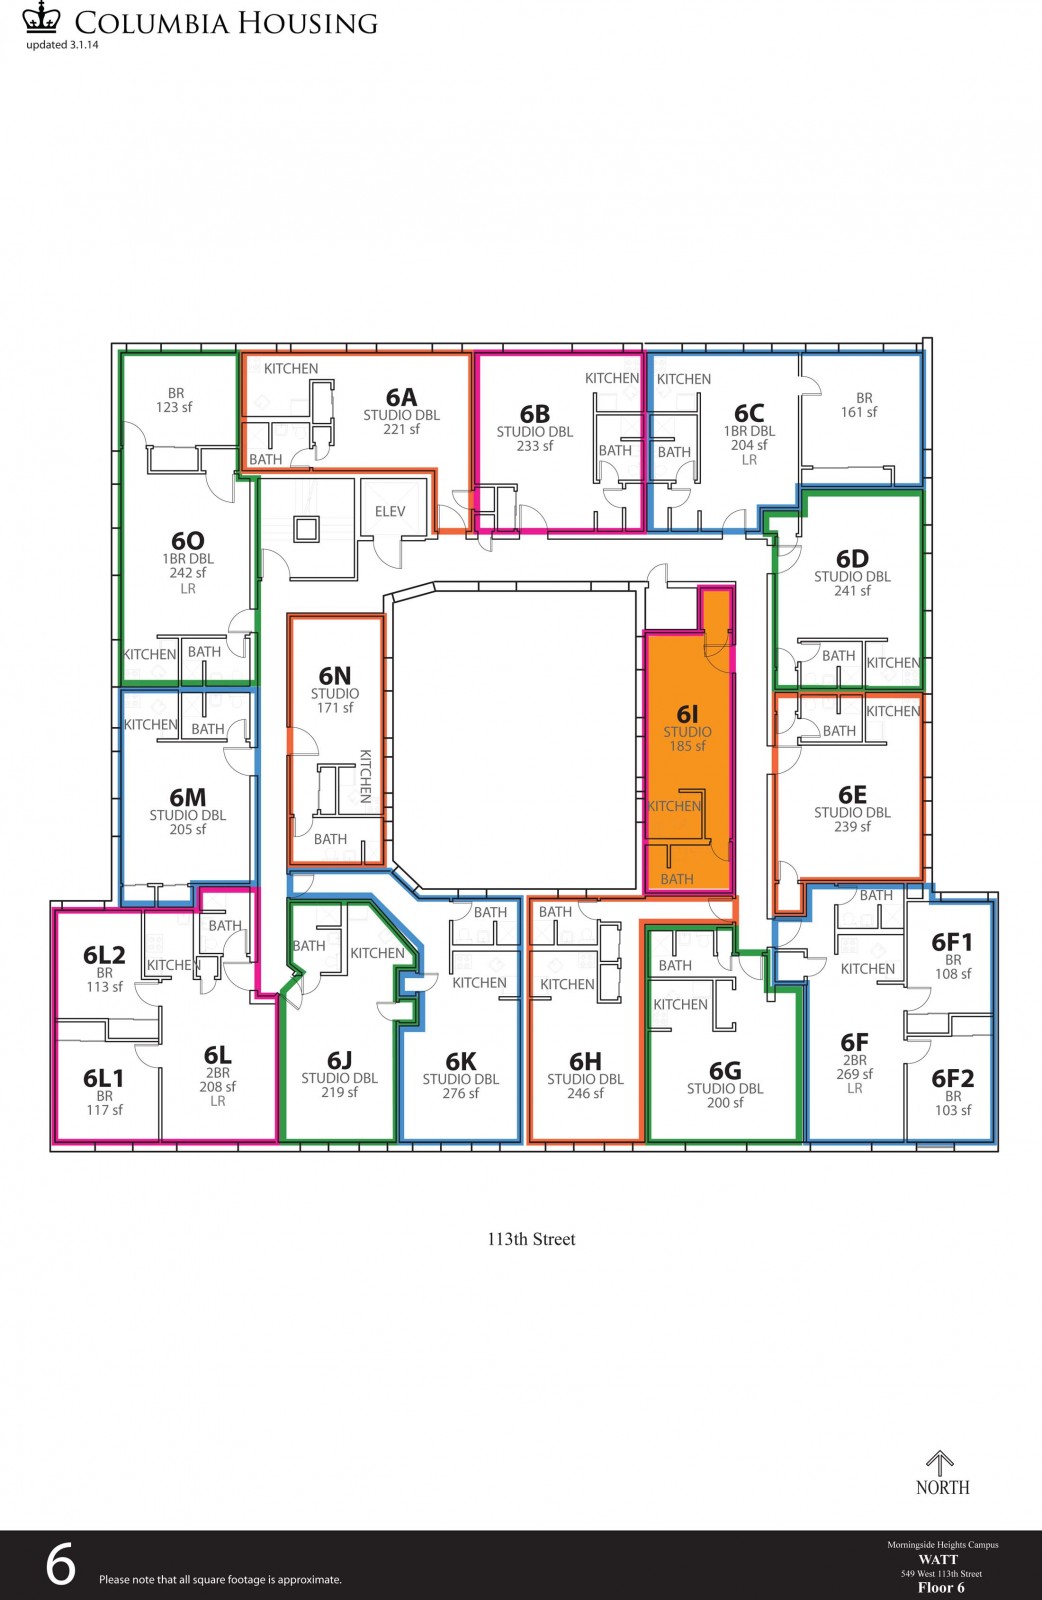 COLUMBIA HOUSING
updated 3.1.14
BR
123 sf
KITCHEN
6A
STUDIO DBL
221 sf
BATH
KITCHEN
6B
STUDIO DBL
233 sf
BATH
KITCHEN
6C
1BR DBL
204 sf
LR
BATH
BR
161 sf
ELEV
6O
1BR DBL
242 sf
LR
KITCHEN
BATH
6D
STUDIO DBL
241 sf
BATH
KITCHEN
6N
STUDIO
171 sf
KITCHEN
BATH
6I
STUDIO
185 sf
KITCHEN
BATH
KITCHEN
BATH
6M
STUDIO DBL
205 sf
KITCHEN
BATH
6E
STUDIO DBL
239 sf
6L2
BR
113 sf
KITCHEN
BATH
6L1
BR
117 sf
6L
2BR
208 sf
LR
BATH
KITCHEN
6J
STUDIO DBL
219 sf
BATH
KITCHEN
6K
STUDIO DBL
276 sf
BATH
KITCHEN
6H
STUDIO DBL
246 sf
BATH
KITCHEN
6G
STUDIO DBL
200 sf
BATH
KITCHEN
6F
2BR
269 sf
LR
6F1
BR
108 sf
6F2
BR
103 sf
113th Street
NORTH
6
Please note that all square footage is approximate.
Morningside Heights Campus
WATT
549 West 113th Street
Floor 6